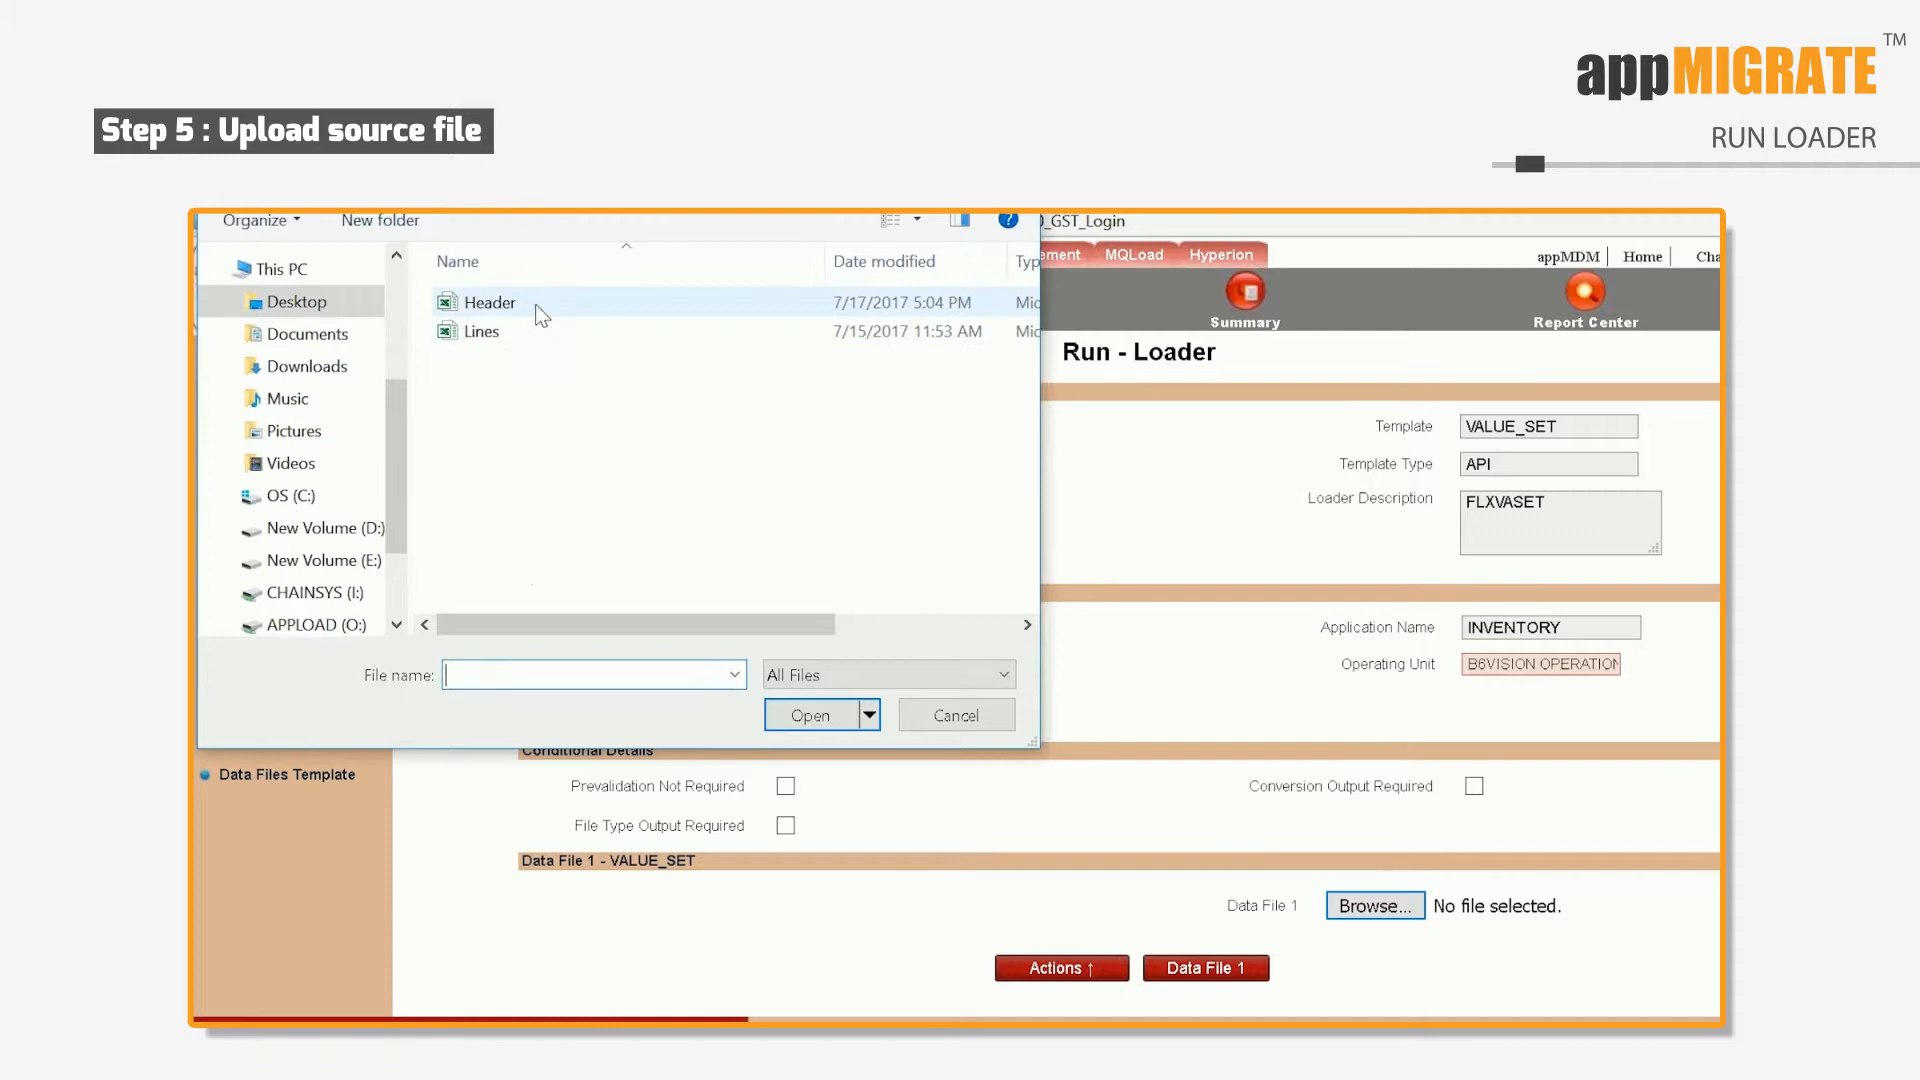 appMIGRATE TM
RUN LOADER
Step 5 : Upload source file
Organize
New folder
_GST_Login
This PC
Desktop
Documents
Downloads
Music
Pictures
Videos
OS (C:)
New Volume (D:)
New Volume (E:)
CHAINSYS (I:)
APPLOAD (O:)
Name Date modified Typ
Header 7/17/2017 5:04 PM Mic
Lines 7/15/2017 11:53 AM Mic
File name: All Files
Open Cancel
ement MQLoad Hyperion
appMDM Home Cha
Summary Report Center
Run - Loader
Template VALUE_SET
Template Type API
Loader Description FLXVASET
Application Name INVENTORY
Operating Unit B6VISION OPERATION
Conditional Details
Data Files Template
Prevalidation Not Required Conversion Output Required
File Type Output Required
Data File 1 - VALUE_SET
Data File 1 Browse... No file selected.
Actions ↑ Data File 1